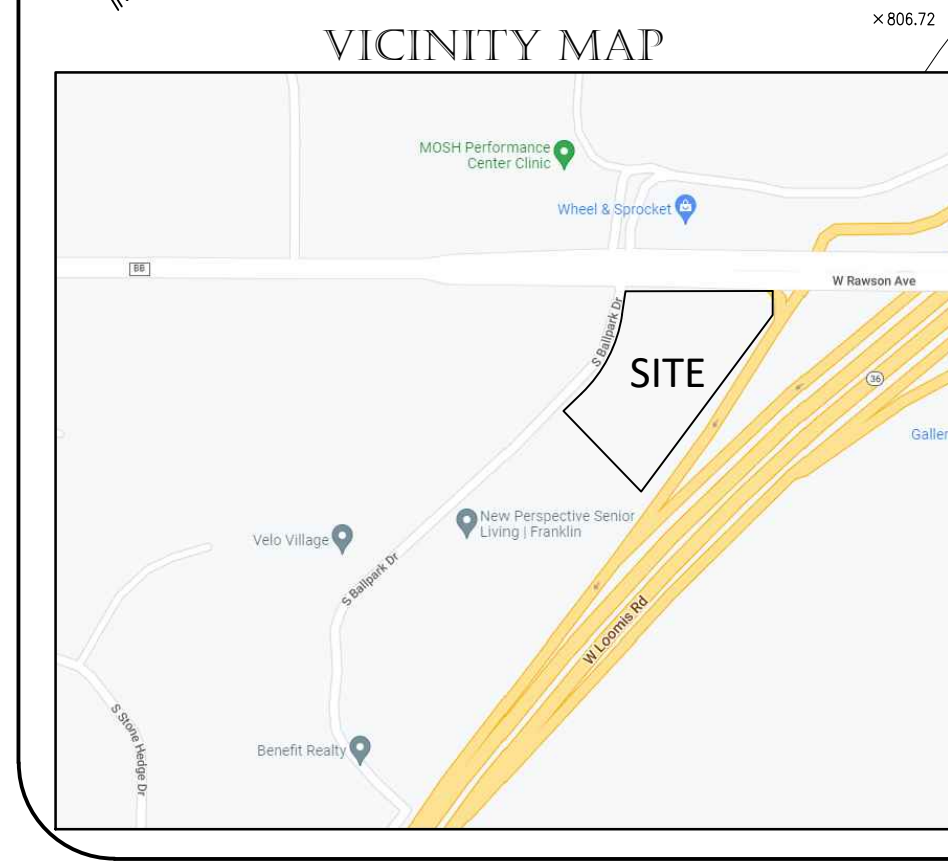 ×806.72
VICINITY MAP
MOSH Performance
Center Clinic
Wheel & Sprocket
BB
W Rawson Ave
S Ballpark Dr
SITE
36
Galler
New Perspective Senior
Living | Franklin
Velo Village
S Ballpark Dr
W Loomis Rd
S Stone Hedge Dr
Benefit Realty